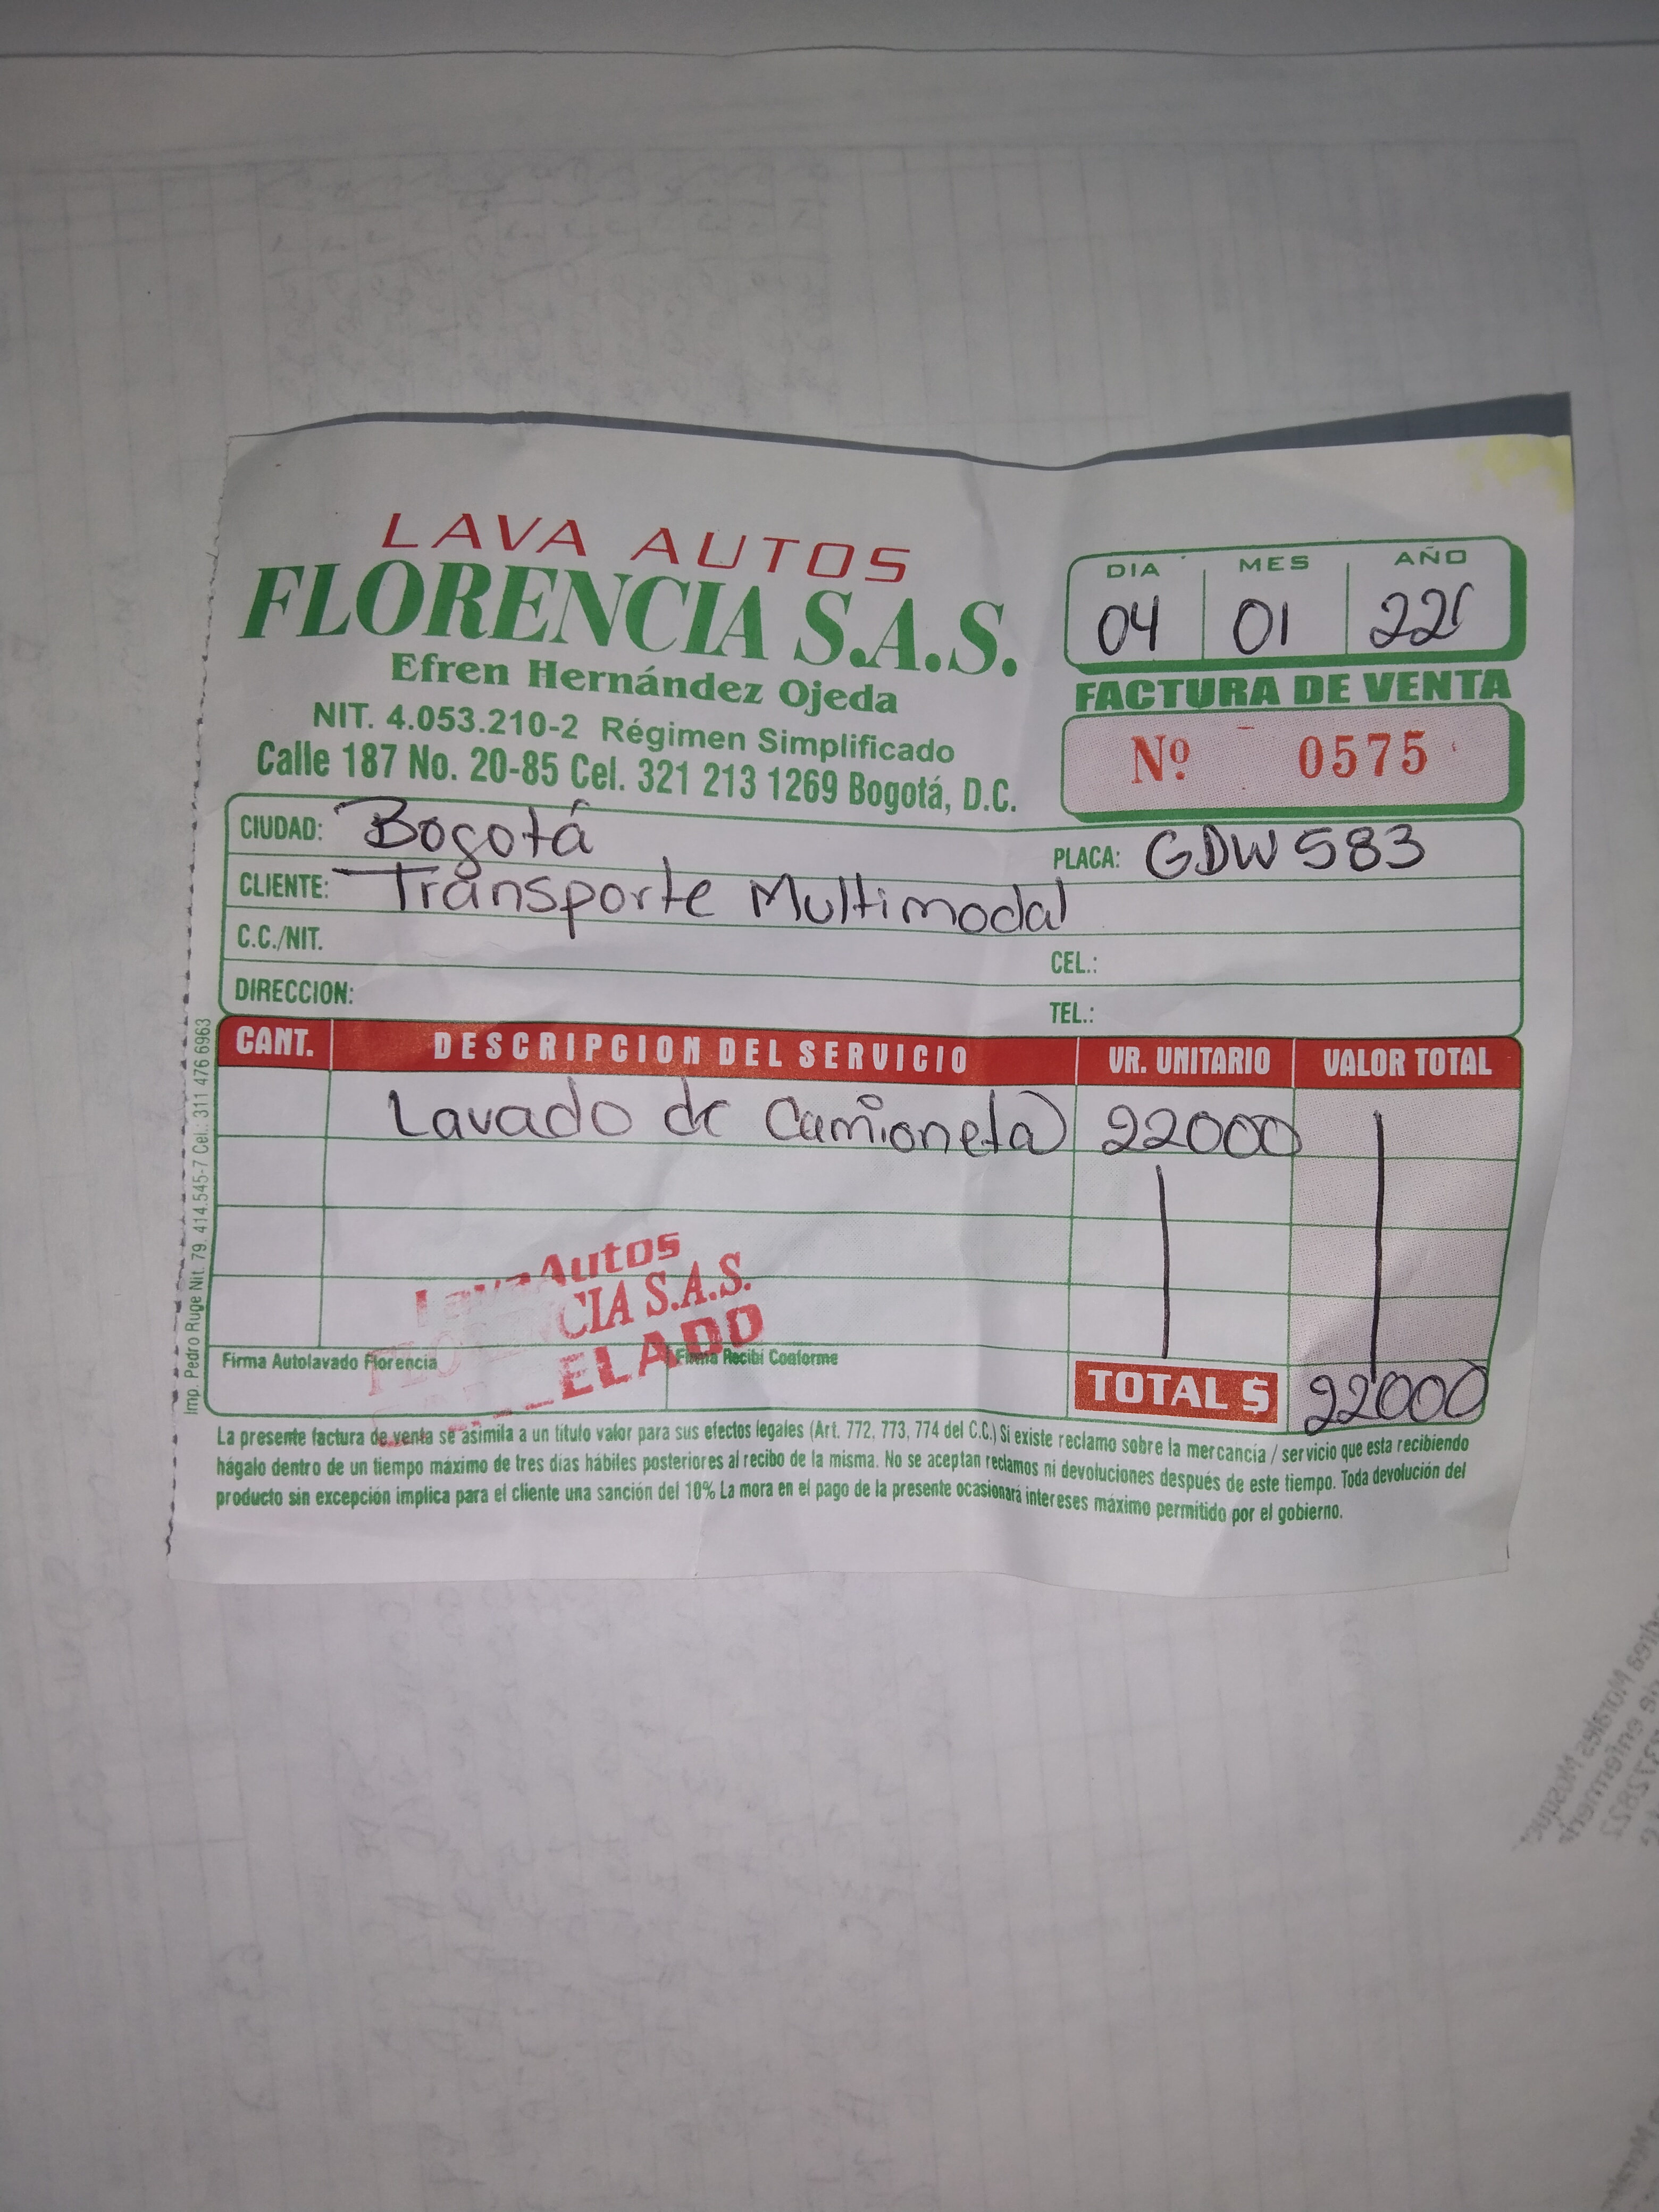 LAVA AUTOS
FLORENCIA S.A.S.
Efren Hernández Ojeda
NIT. 4.053.210-2 Régimen Simplificado
Calle 187 No. 20-85 Cel. 321 213 1269 Bogotá, D.C.
DIA MES AÑO
04 01 22
FACTURA DE VENTA
Nº 0575
CIUDAD: Bogotá PLACA: GDW 583
CLIENTE: Transporte Multimodal
C.C./NIT. CEL.:
DIRECCION: TEL.:
CANT. DESCRIPCION DEL SERVICIO VR. UNITARIO VALOR TOTAL
Lavado de Camioneta 22000
Autos
CIA S.A.S.
ELADO
Firma Autolavado Florencia Firma Recibí Conforme
TOTAL $ 22000
La presente factura de venta se asimila a un titulo valor para sus efectos legales (Art. 772, 773, 774 del C.C.) Si existe reclamo sobre la mercancía / servicio que esta recibiendo
hágalo dentro de un tiempo máximo de tres días hábiles posteriores al recibo de la misma. No se aceptan reclamos ni devoluciones después de este tiempo. Toda devolución del
producto sin excepción implica para el cliente una sanción del 10% La mora en el pago de la presente ocasionará intereses máximo permitido por el gobierno.
Imp. Pedro Ruge Nit. 79. 414.545-7 Cel.: 311 476 6963